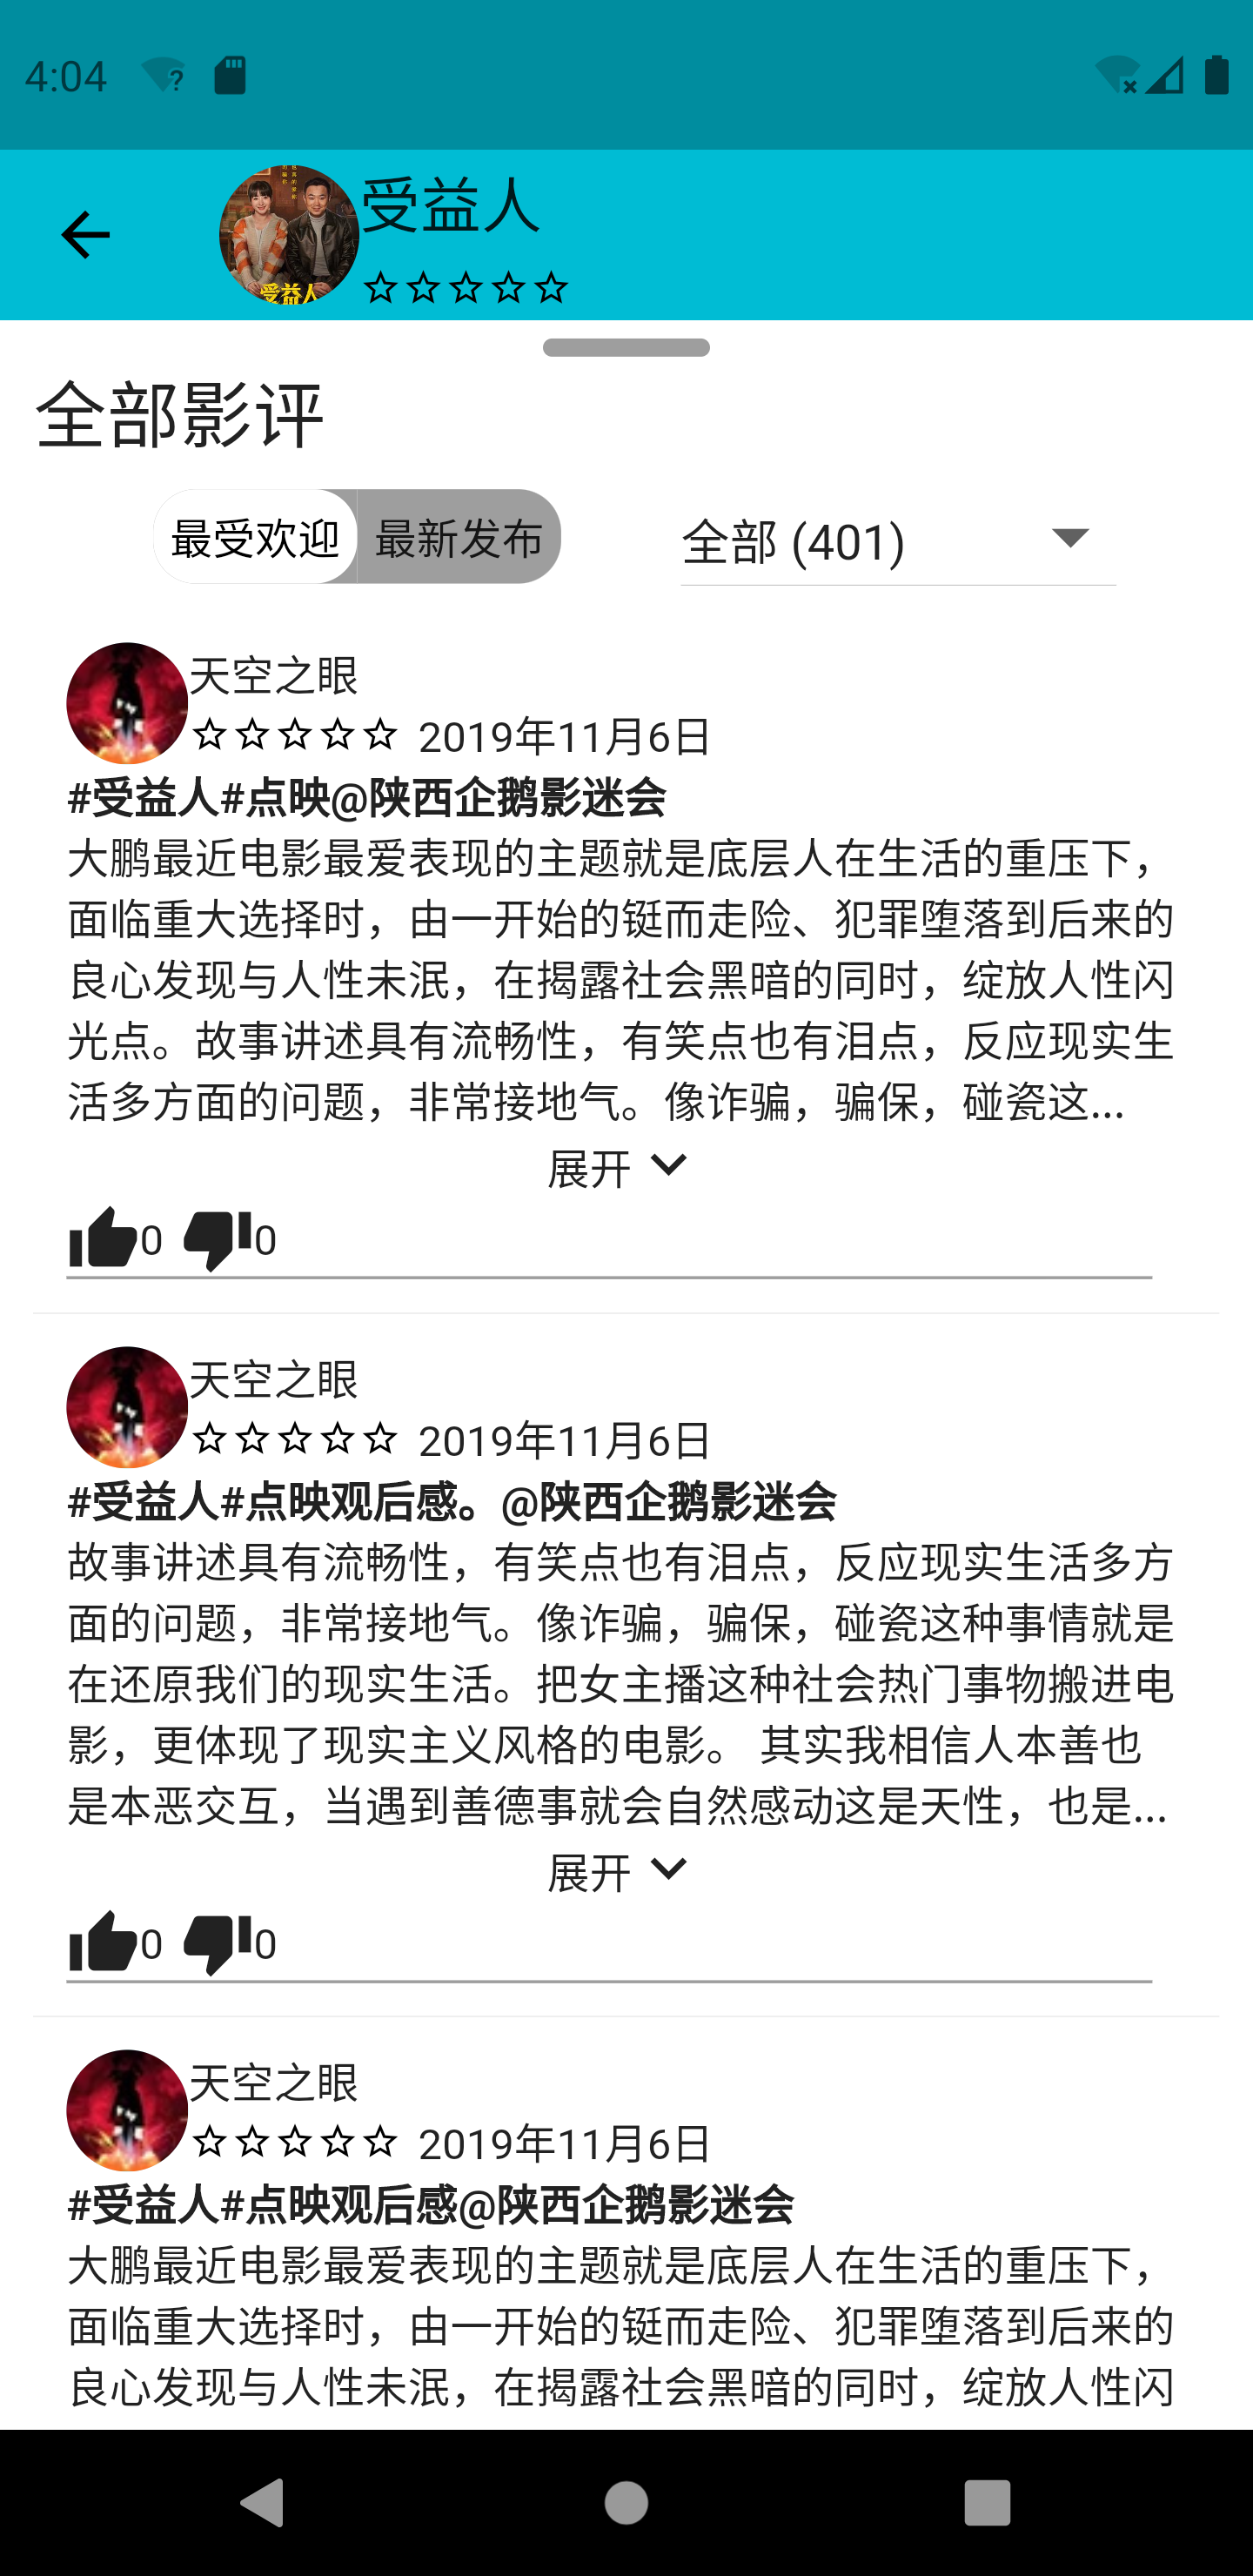 4:04
受益人
全部影评
最受欢迎 最新发布 全部 (401)
天空之眼
2019年11月6日
#受益人#点映@陕西企鹅影迷会
大鹏最近电影最爱表现的主题就是底层人在生活的重压下，
面临重大选择时，由一开始的铤而走险、犯罪堕落到后来的
良心发现与人性未泯，在揭露社会黑暗的同时，绽放人性闪
光点。故事讲述具有流畅性，有笑点也有泪点，反应现实生
活多方面的问题，非常接地气。像诈骗，骗保，碰瓷这...
展开
0 0
天空之眼
2019年11月6日
#受益人#点映观后感。@陕西企鹅影迷会
故事讲述具有流畅性，有笑点也有泪点，反应现实生活多方
面的问题，非常接地气。像诈骗，骗保，碰瓷这种事情就是
在还原我们的现实生活。把女主播这种社会热门事物搬进电
影，更体现了现实主义风格的电影。 其实我相信人本善也
是本恶交互，当遇到善德事就会自然感动这是天性，也是...
展开
0 0
天空之眼
2019年11月6日
#受益人#点映观后感@陕西企鹅影迷会
大鹏最近电影最爱表现的主题就是底层人在生活的重压下，
面临重大选择时，由一开始的铤而走险、犯罪堕落到后来的
良心发现与人性未泯，在揭露社会黑暗的同时，绽放人性闪